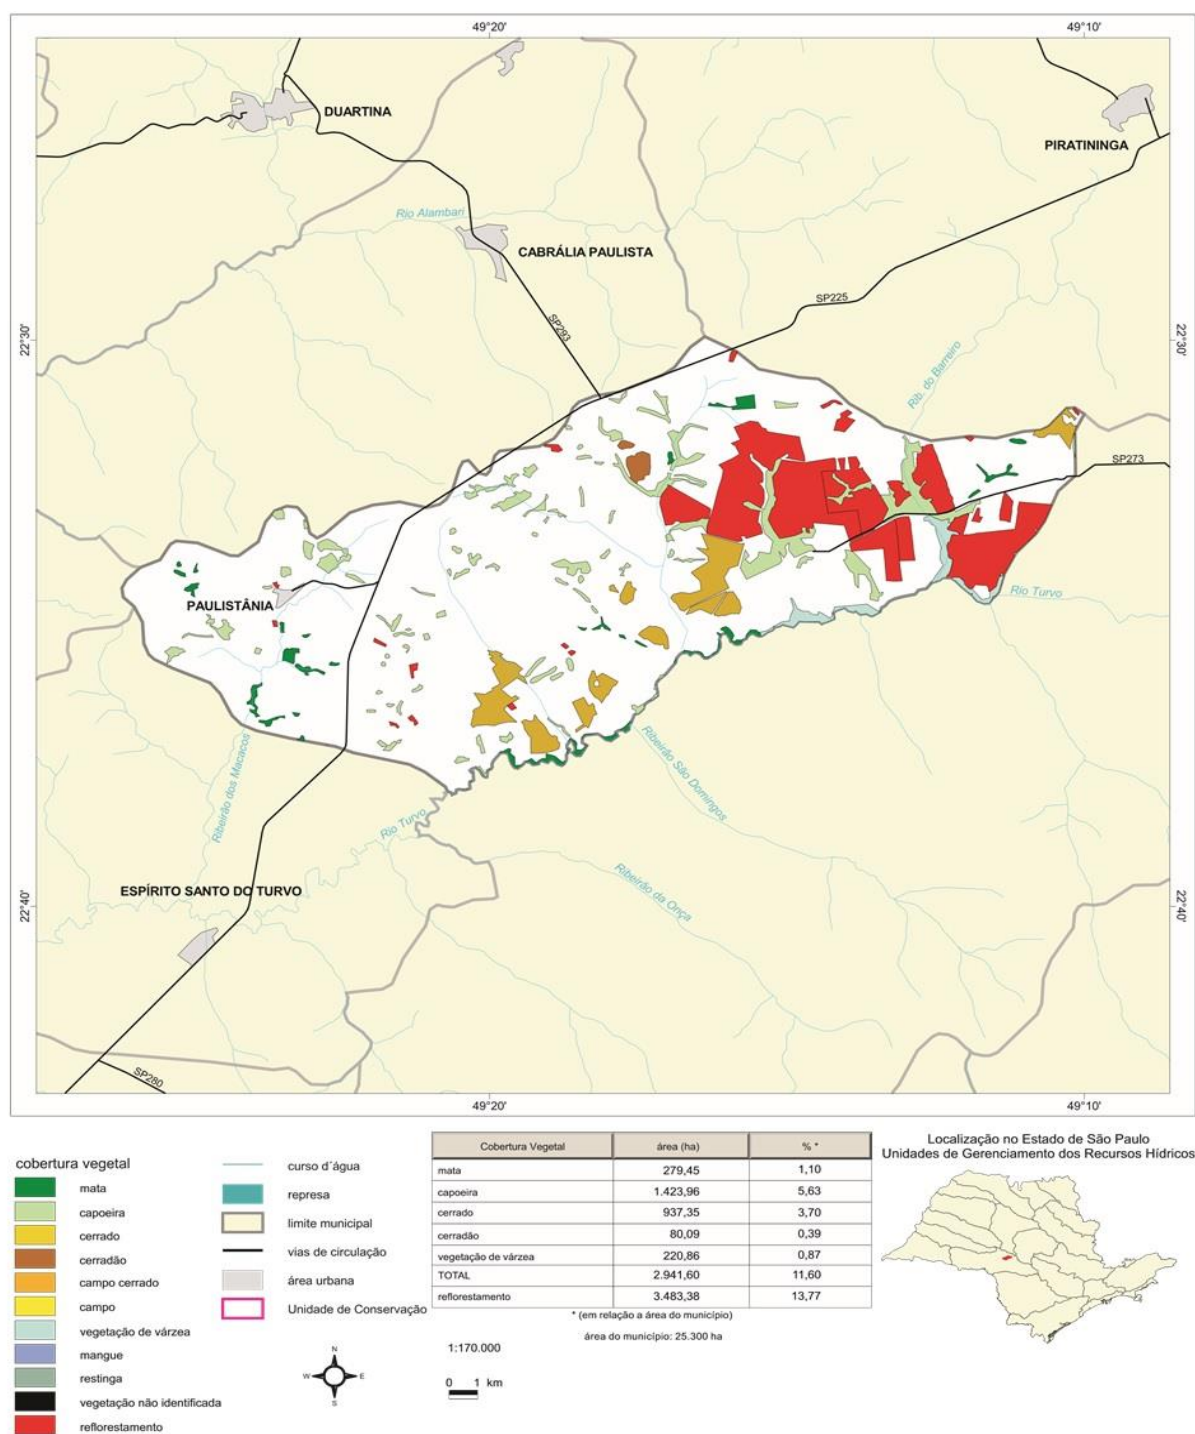 49°20'
49°10'
DUARTINA
PIRATININGA
Rio Alambari
CABRÁLIA PAULISTA
SP225
SP293
22°30'
22°30'
Rib. do Barreiro
SP273
Rio Turvo
PAULISTÂNIA
Ribeirão dos Macacos
Ribeirão São Domingos
Rio Turvo
Ribeirão da Onça
ESPÍRITO SANTO DO TURVO
22°40'
22°40'
SP280
49°20'
49°10'
cobertura vegetal
mata
capoeira
cerrado
cerradão
campo cerrado
campo
vegetação de várzea
mangue
restinga
vegetação não identificada
reflorestamento
curso d´água
represa
limite municipal
vias de circulação
área urbana
Unidade de Conservação
N
W E
S
Cobertura Vegetal área (ha) % *
mata 279,45 1,10
capoeira 1.423,96 5,63
cerrado 937,35 3,70
cerradão 80,09 0,39
vegetação de várzea 220,86 0,87
TOTAL 2.941,60 11,60
reflorestamento 3.483,38 13,77
* (em relação a área do município)
área do município: 25.300 ha
1:170.000
0 1 km
Localização no Estado de São Paulo
Unidades de Gerenciamento dos Recursos Hídricos